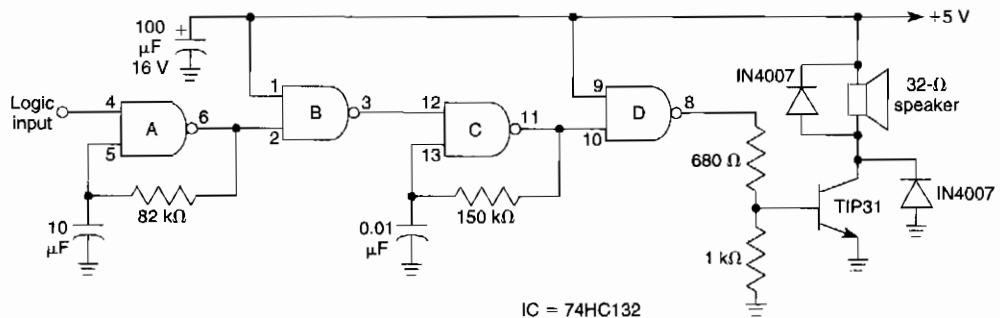 100 +
μF
16 V
+5 V
Logic
input
4
5
A
6
82 kΩ
10
μF
1
2
B
3
12
13
C
11
150 kΩ
0.01
μF
9
10
D
8
680 Ω
1 kΩ
IN4007
32-Ω
speaker
TIP31
IN4007
IC = 74HC132